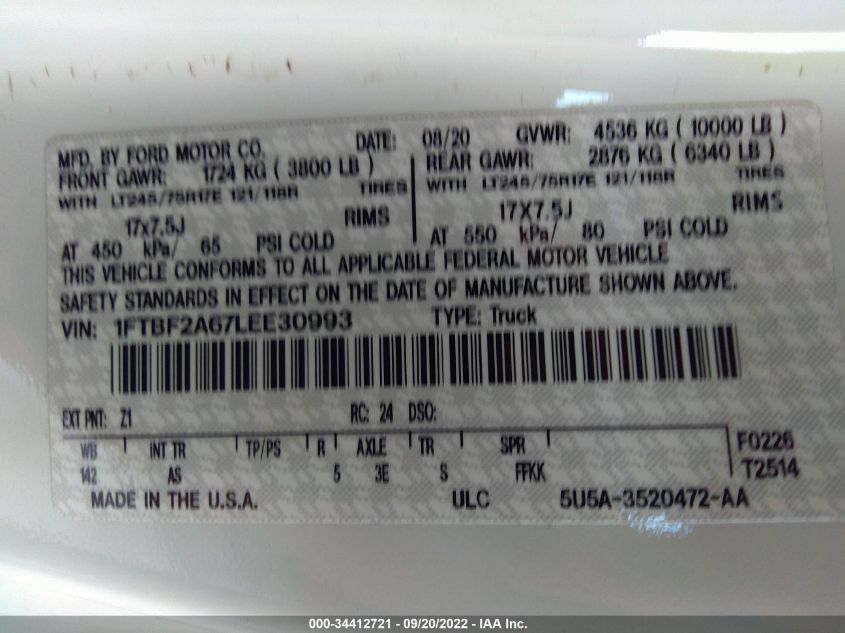 MFD. BY FORD MOTOR CO. DATE: 08/20 GVWR: 4536 KG ( 10000 LB )
FRONT GAWR: 1724 KG ( 3800 LB ) REAR GAWR: 2876 KG ( 6340 LB )
WITH LT245/75R17E 121/118R TIRES WITH LT245/75R17E 121/118R TIRES
17x7.5J RIMS 17X7.5J RIMS
AT 450 kPa/ 65 PSI COLD AT 550 kPa/ 80 PSI COLD
THIS VEHICLE CONFORMS TO ALL APPLICABLE FEDERAL MOTOR VEHICLE
SAFETY STANDARDS IN EFFECT ON THE DATE OF MANUFACTURE SHOWN ABOVE.
VIN: 1FTBF2A67LEE30993 TYPE: Truck
EXT PNT: Z1 RC: 24 DSO:
WB INT TR TP/PS R AXLE TR SPR F0226
142 AS 5 3E S FFKK T2514
MADE IN THE U.S.A. ULC 5U5A-3520472-AA
000-34412721 - 09/20/2022 - IAA Inc.